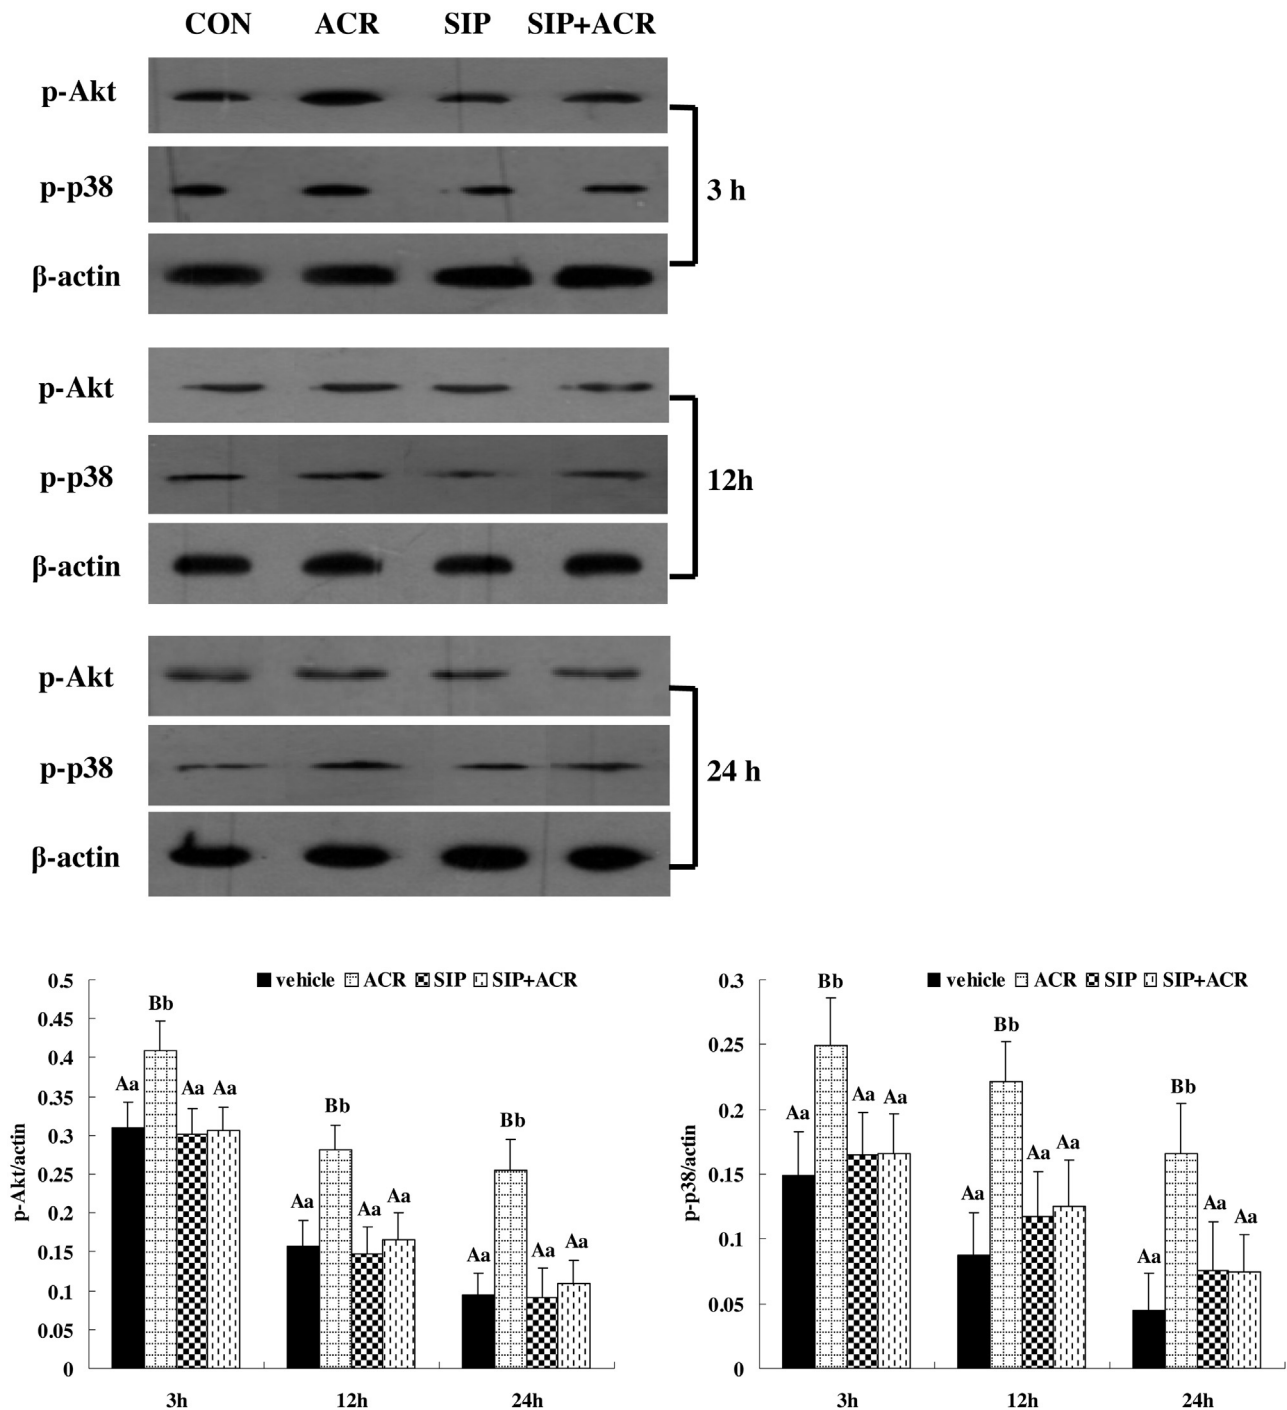 CON ACR SIP SIP+ACR
p-Akt
p-p38
3 h
β-actin
p-Akt
p-p38
12h
β-actin
p-Akt
p-p38
24 h
β-actin
0.5
0.45
0.4
0.35
0.3
0.25
0.2
0.15
0.1
0.05
0
p-Akt/actin
vehicle ACR SIP SIP+ACR
Aa Bb Aa Aa
Aa Bb Aa Aa
Aa Bb Aa Aa
3h 12h 24h
0.3
0.25
0.2
0.15
0.1
0.05
0
p-p38/actin
vehicle ACR SIP SIP+ACR
Aa Bb Aa Aa
Aa Bb Aa Aa
Aa Bb Aa Aa
3h 12h 24h